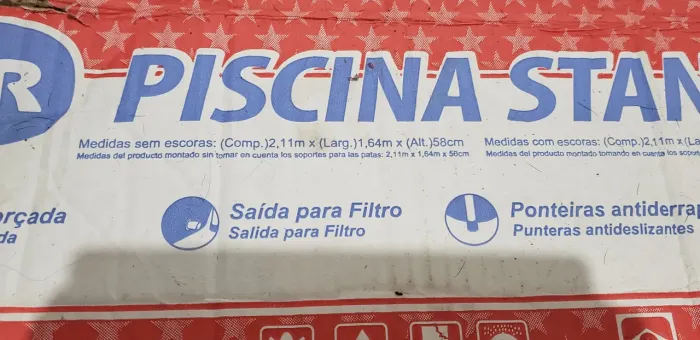 R PISCINA STAN
Medidas sem escoras: (Comp.)2,11m x (Larg.)1,64m x (Alt.)58cm
Medidas del producto montado sin tomar en cuenta los soportes para las patas: 2,11m x 1,64m x 58cm
Medidas com escoras: (Comp.)2,11m x (La
Medidas del producto montado tomando en cuenta los sopor
orçada
da
Saída para Filtro
Salida para Filtro
Ponteiras antiderrap
Punteras antideslizantes